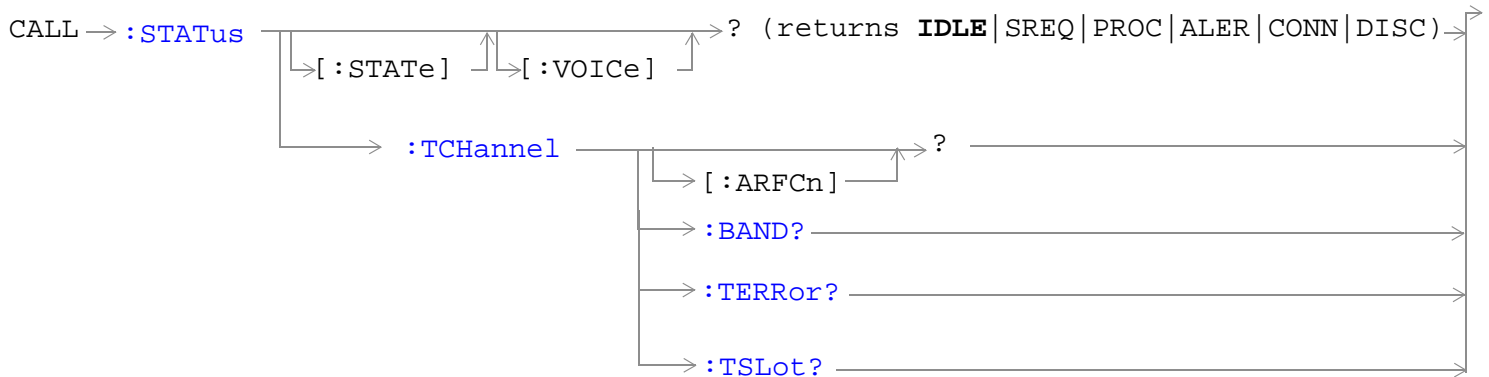 CALL :STATus ? (returns IDLE|SREQ|PROC|ALER|CONN|DISC)
[:STATe] [:VOICe]
:TCHannel ?
[:ARFCn]
:BAND?
:TERRor?
:TSLot?